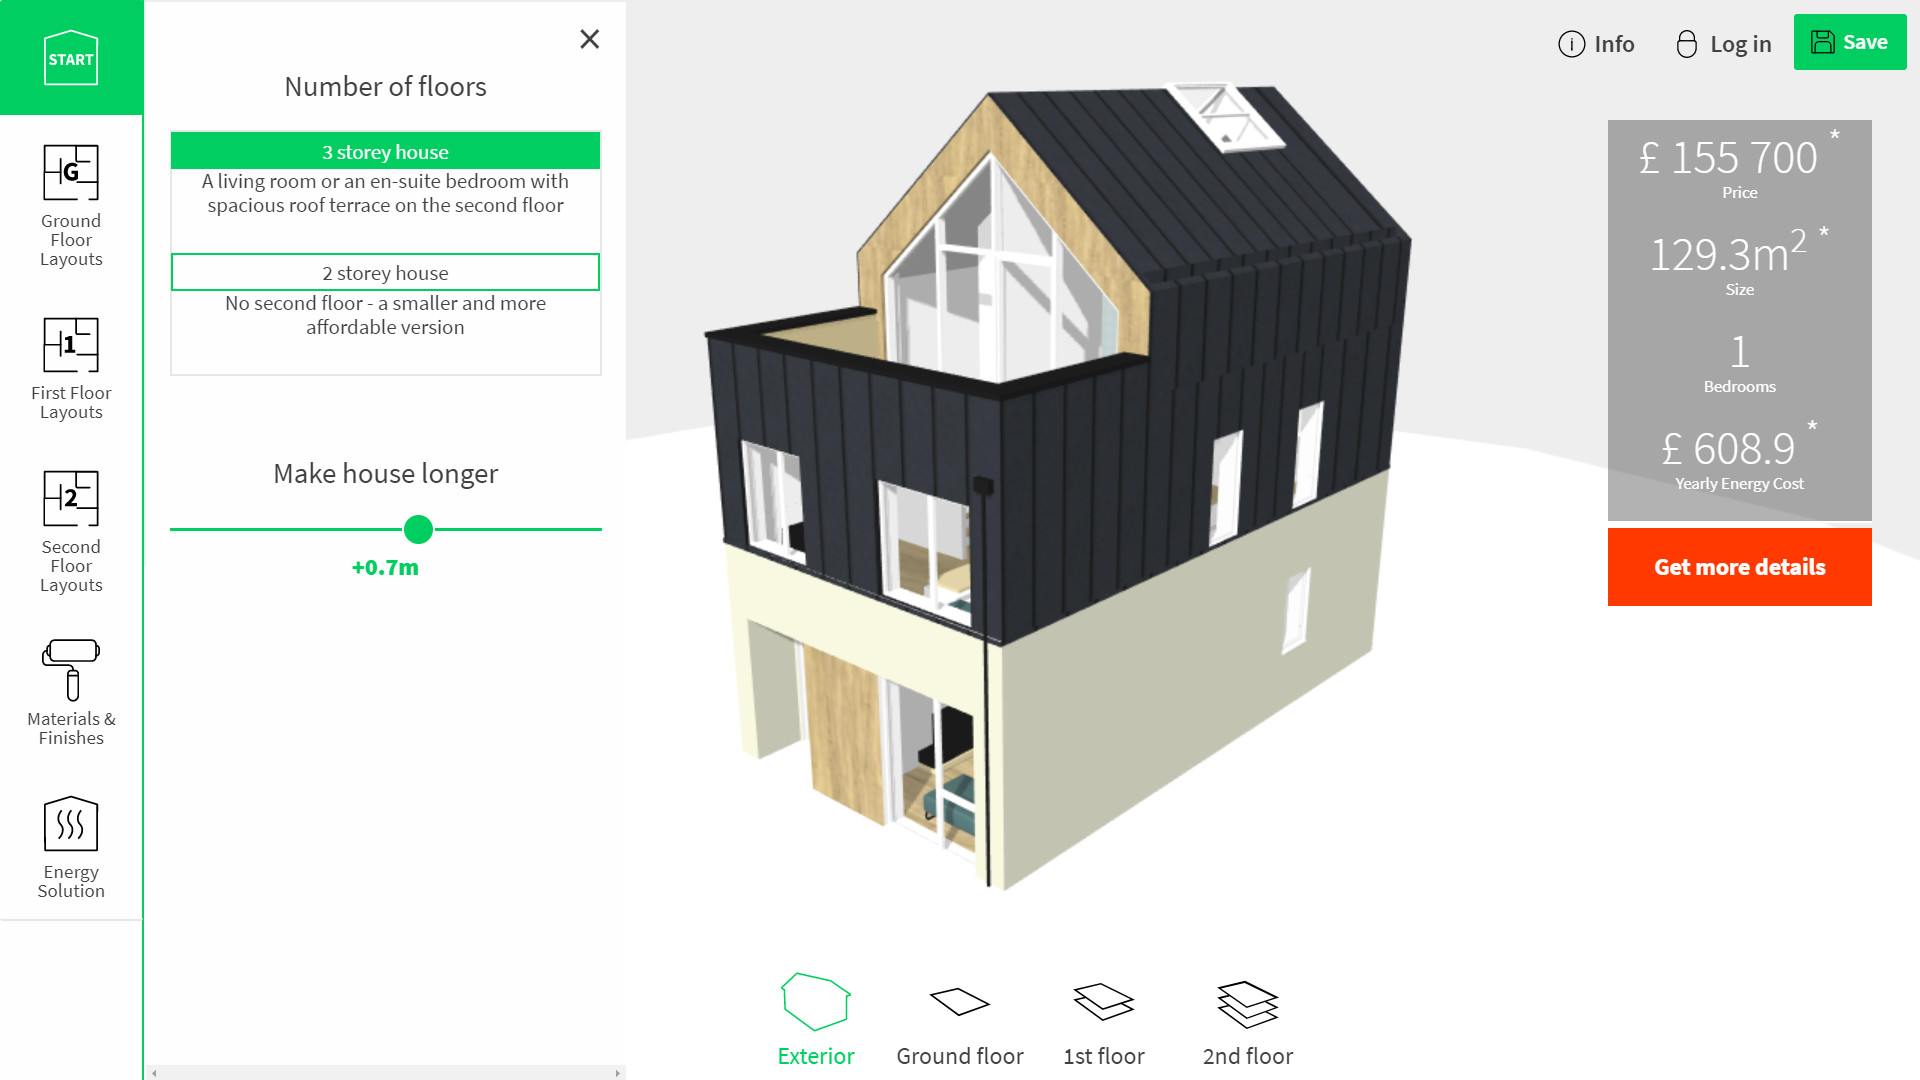 START
G
Ground
Floor
Layouts
1
First Floor
Layouts
2
Second
Floor
Layouts
Materials &
Finishes
Energy
Solution
Number of floors
3 storey house
A living room or an en-suite bedroom with
spacious roof terrace on the second floor
2 storey house
No second floor - a smaller and more
affordable version
Make house longer
+0.7m
Exterior
Ground floor
1st floor
2nd floor
Info
Log in
Save
£ 155 700 *
Price
129.3m² *
Size
1
Bedrooms
£ 608.9 *
Yearly Energy Cost
Get more details